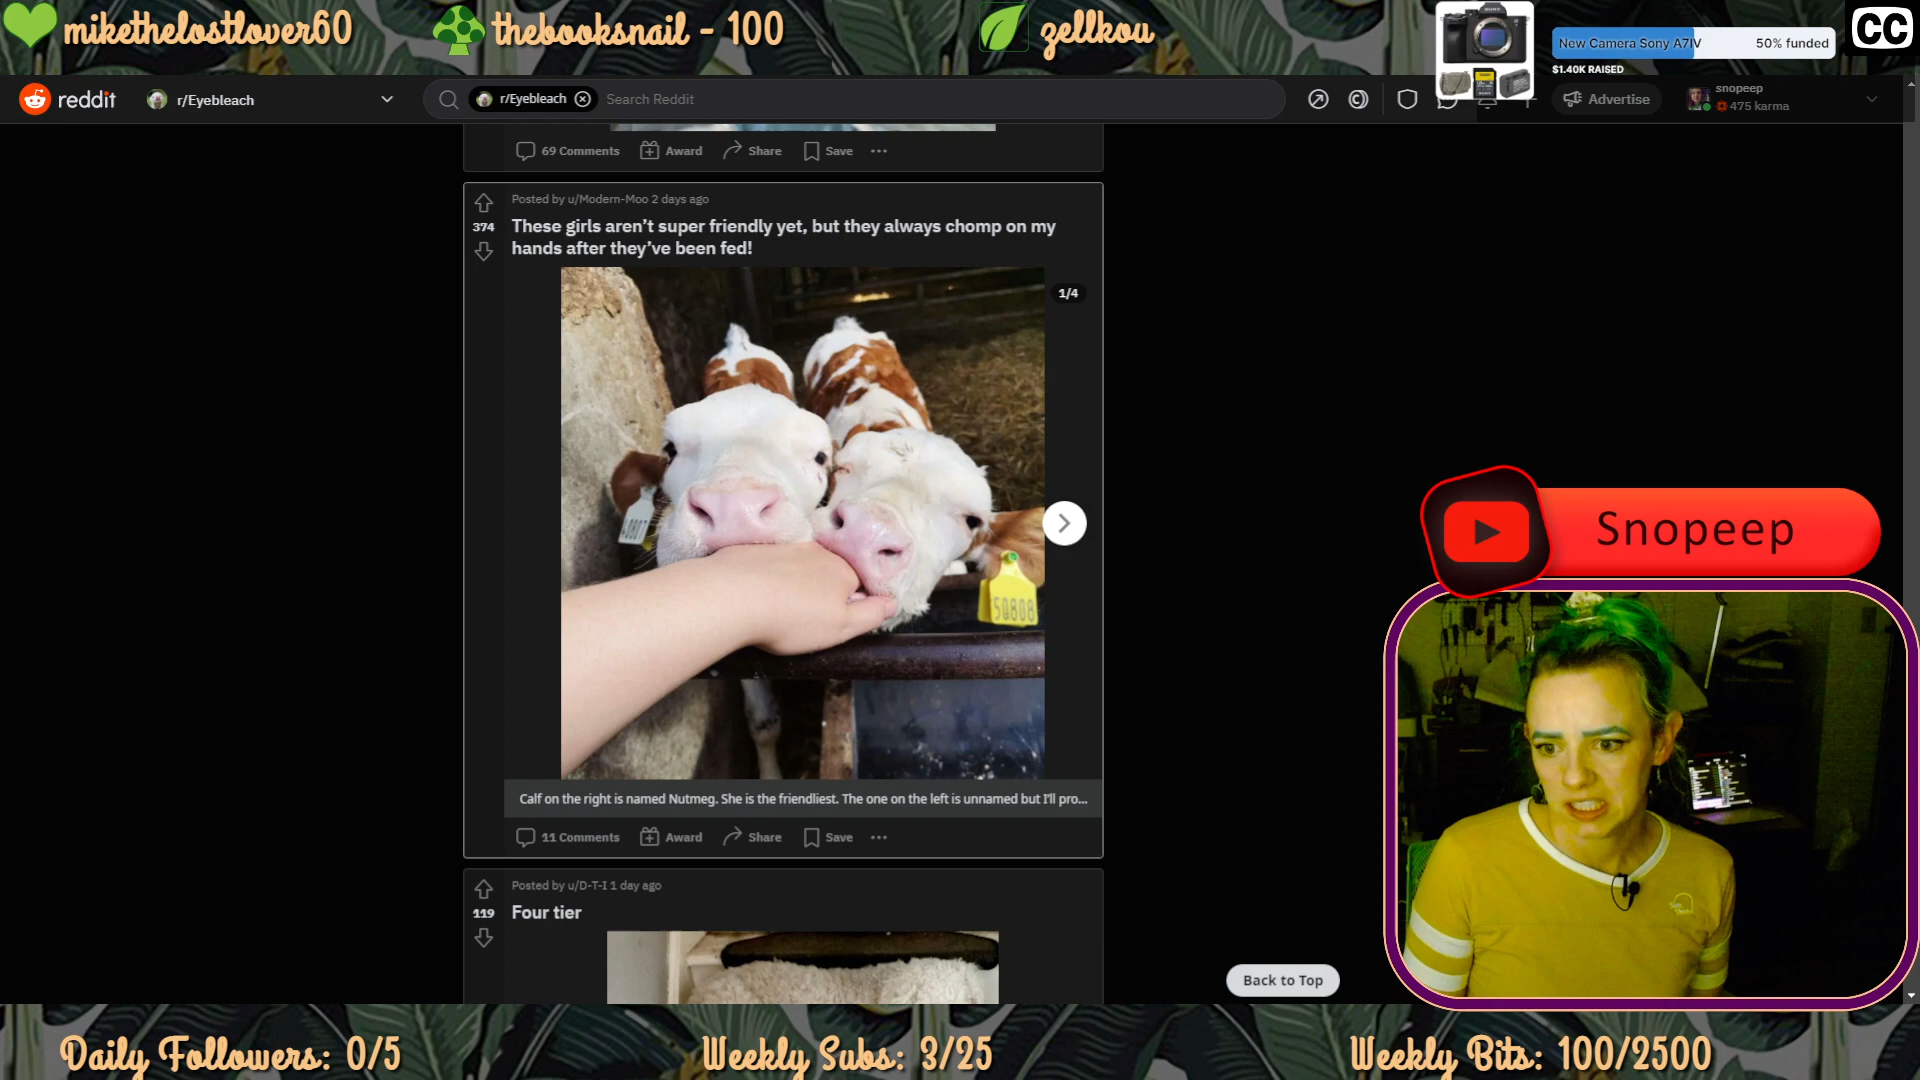 mikethelostlover60
thebooksnail - 100
zellkou
New Camera Sony A7IV 50% funded
$1.40K RAISED
CC
reddit
r/Eyebleach
r/Eyebleach
Search Reddit
Advertise
snopeep
475 karma
69 Comments
Award
Share
Save
Posted by u/Modern-Moo 2 days ago
374
These girls aren't super friendly yet, but they always chomp on my
hands after they've been fed!
1/4
50808
Calf on the right is named Nutmeg. She is the friendliest. The one on the left is unnamed but I'll pro...
11 Comments
Award
Share
Save
Posted by u/D-T-I 1 day ago
119
Four tier
Back to Top
Snopeep
Daily Followers: 0/5
Weekly Subs: 3/25
Weekly Bits: 100/2500